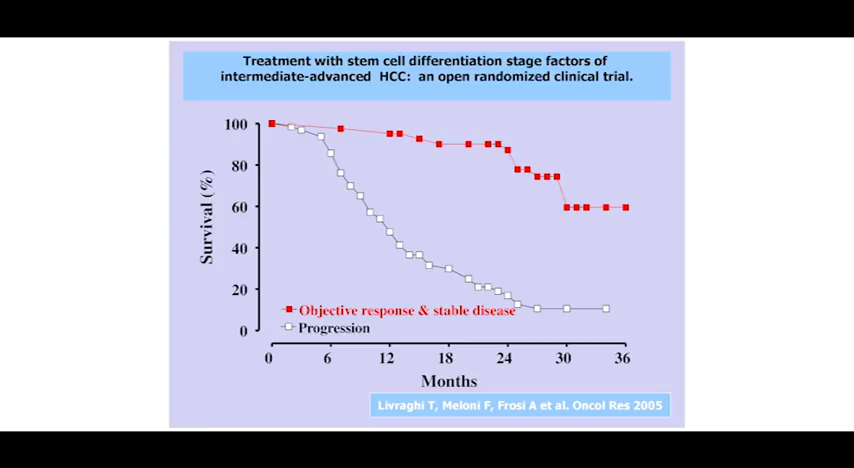 Treatment with stem cell differentiation stage factors of
intermediate-advanced HCC: an open randomized clinical trial.
100
80
60
40
20
0
Survival (%)
Objective response & stable disease
Progression
0 6 12 18 24 30 36
Months
Livraghi T, Meloni F, Frosi A et al. Oncol Res 2005